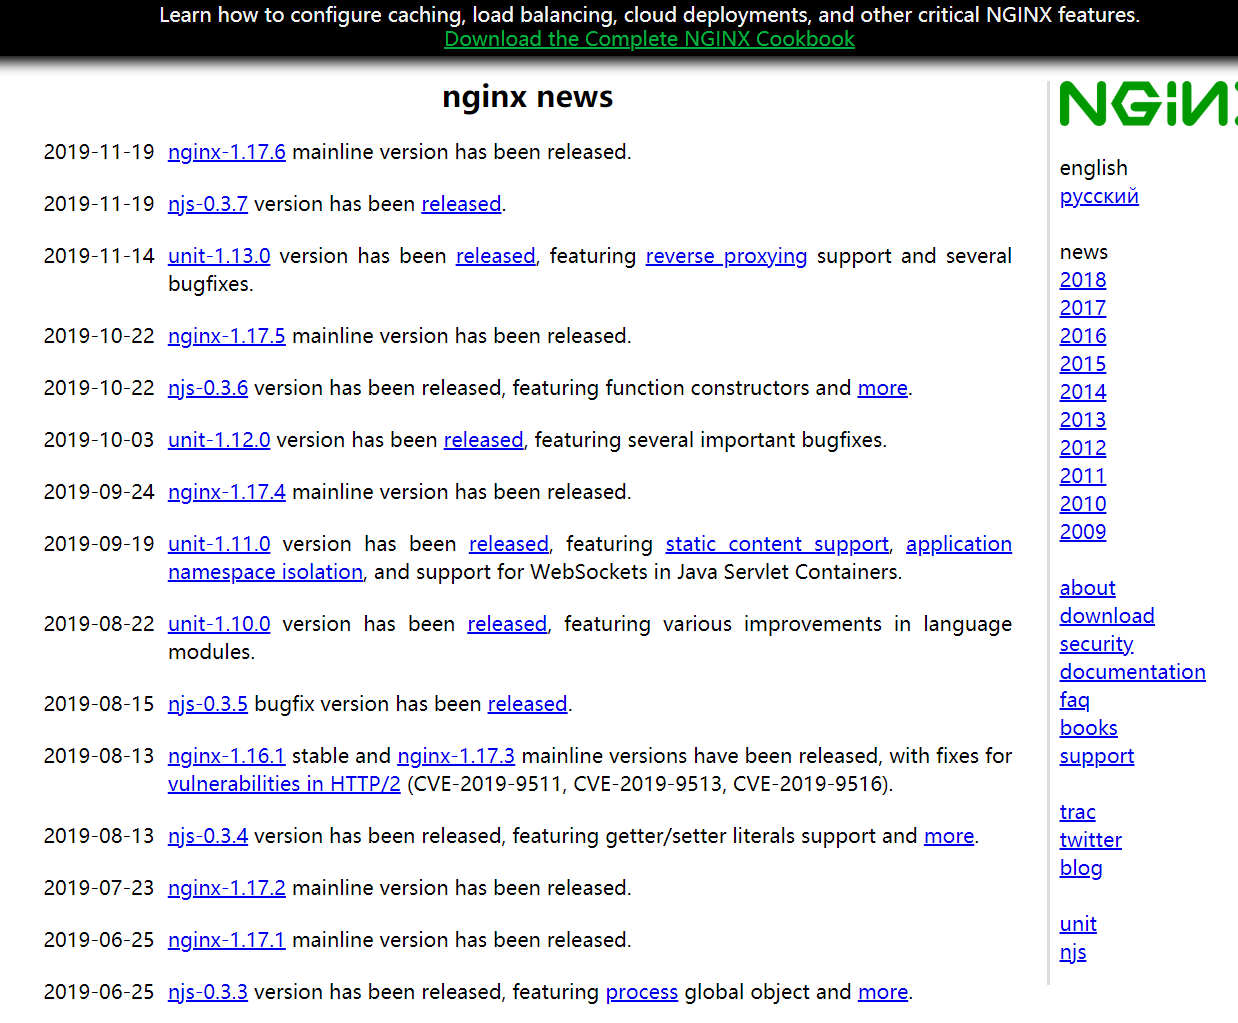 Learn how to configure caching, load balancing, cloud deployments, and other critical NGINX features.
Download the Complete NGINX Cookbook
nginx news
2019-11-19 nginx-1.17.6 mainline version has been released.
2019-11-19 njs-0.3.7 version has been released.
2019-11-14 unit-1.13.0 version has been released, featuring reverse proxying support and several
bugfixes.
2019-10-22 nginx-1.17.5 mainline version has been released.
2019-10-22 njs-0.3.6 version has been released, featuring function constructors and more.
2019-10-03 unit-1.12.0 version has been released, featuring several important bugfixes.
2019-09-24 nginx-1.17.4 mainline version has been released.
2019-09-19 unit-1.11.0 version has been released, featuring static content support, application
namespace isolation, and support for WebSockets in Java Servlet Containers.
2019-08-22 unit-1.10.0 version has been released, featuring various improvements in language
modules.
2019-08-15 njs-0.3.5 bugfix version has been released.
2019-08-13 nginx-1.16.1 stable and nginx-1.17.3 mainline versions have been released, with fixes for
vulnerabilities in HTTP/2 (CVE-2019-9511, CVE-2019-9513, CVE-2019-9516).
2019-08-13 njs-0.3.4 version has been released, featuring getter/setter literals support and more.
2019-07-23 nginx-1.17.2 mainline version has been released.
2019-06-25 nginx-1.17.1 mainline version has been released.
2019-06-25 njs-0.3.3 version has been released, featuring process global object and more.
NGINX
english
русский
news
2018
2017
2016
2015
2014
2013
2012
2011
2010
2009
about
download
security
documentation
faq
books
support
trac
twitter
blog
unit
njs